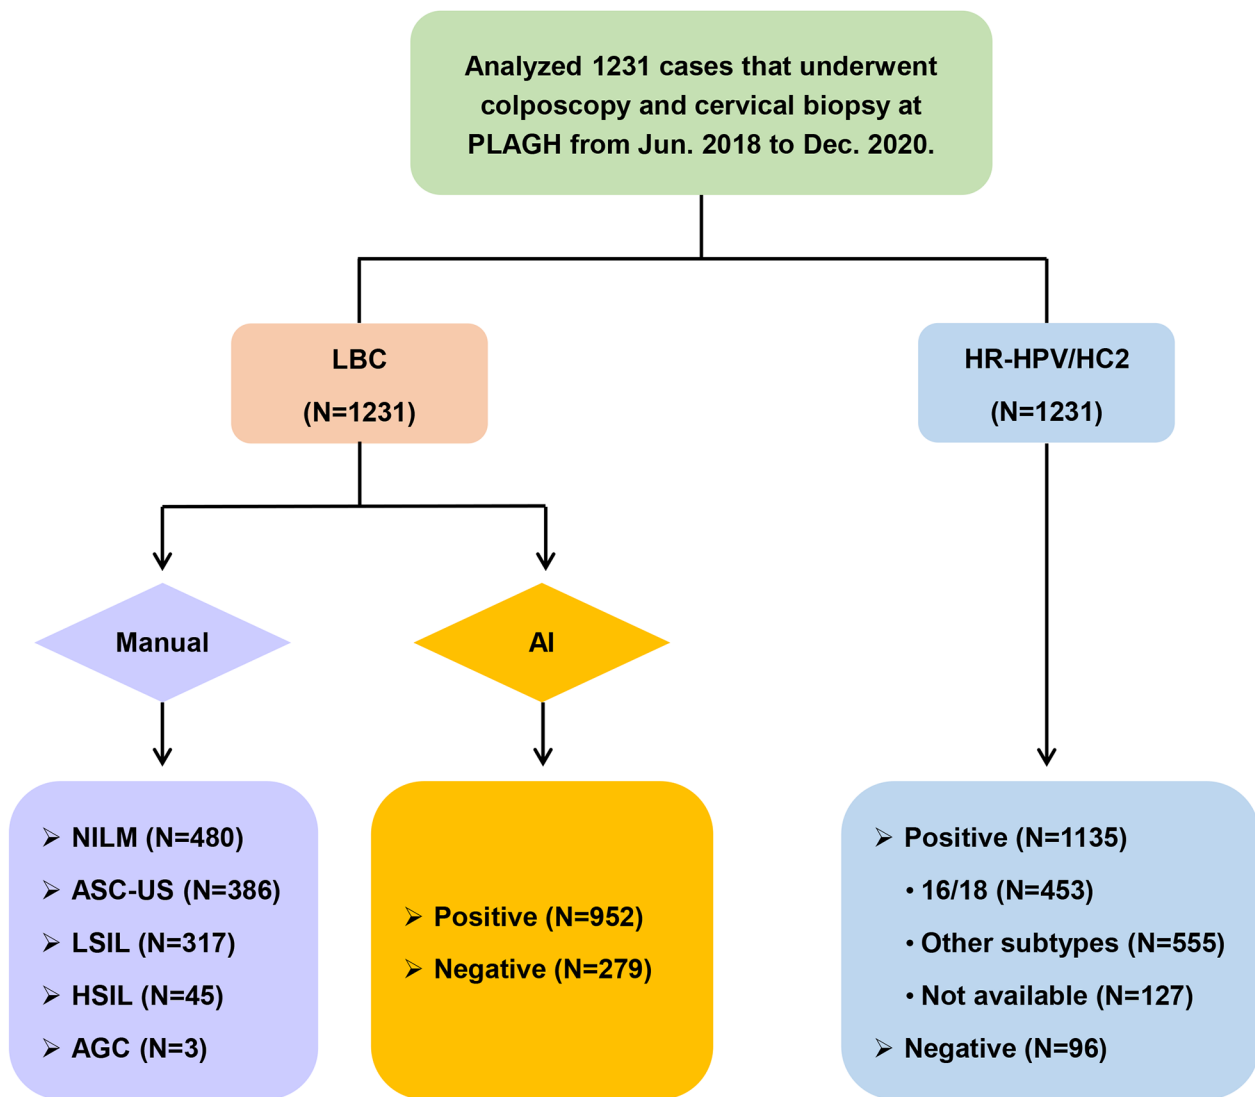 Analyzed 1231 cases that underwent
colposcopy and cervical biopsy at
PLAGH from Jun. 2018 to Dec. 2020.
LBC
(N=1231)
HR-HPV/HC2
(N=1231)
Manual
AI
➢ NILM (N=480)
➢ ASC-US (N=386)
➢ LSIL (N=317)
➢ HSIL (N=45)
➢ AGC (N=3)
➢ Positive (N=952)
➢ Negative (N=279)
➢ Positive (N=1135)
• 16/18 (N=453)
• Other subtypes (N=555)
• Not available (N=127)
➢ Negative (N=96)